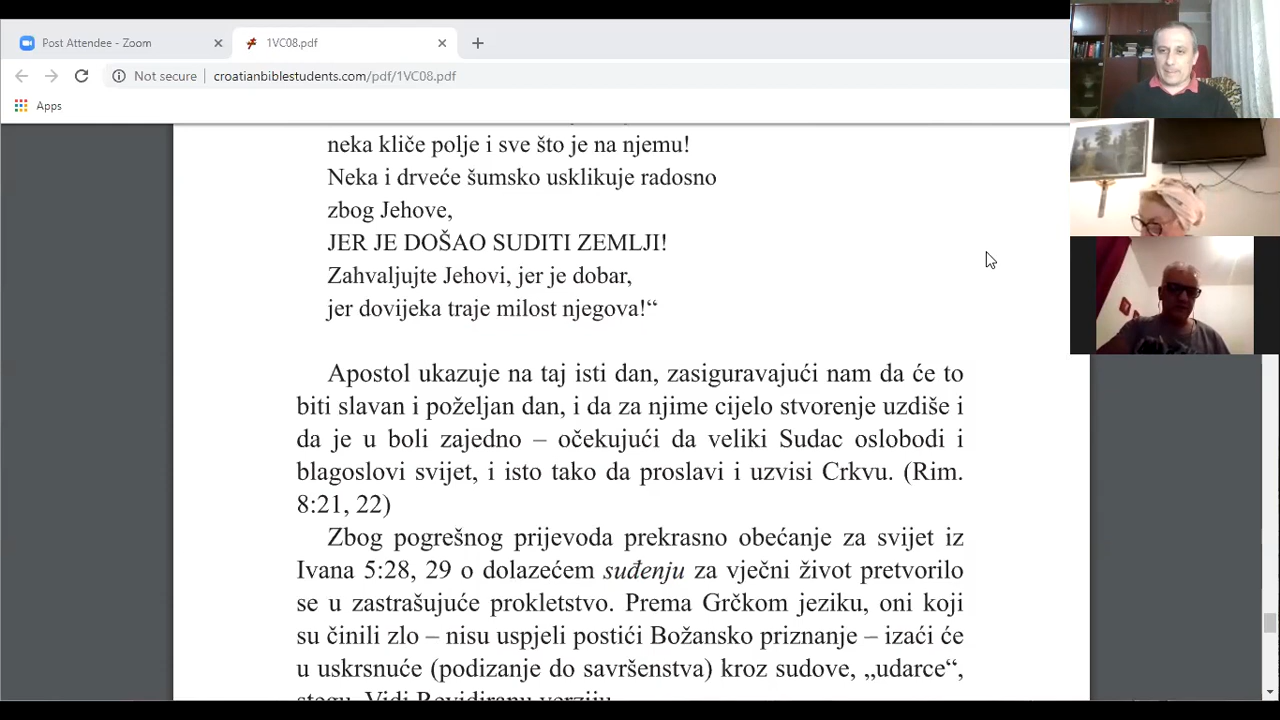 Post Attendee - Zoom
1VC08.pdf
Not secure
croatianbiblestudents.com/pdf/1VC08.pdf
Apps
neka kliče polje i sve što je na njemu!
Neka i drveće šumsko usklikuje radosno
zbog Jehove,
JER JE DOŠAO SUDITI ZEMLJI!
Zahvaljujte Jehovi, jer je dobar,
jer dovijeka traje milost njegova!“
Apostol ukazuje na taj isti dan, zasiguravajući nam da će to
biti slavan i poželjan dan, i da za njime cijelo stvorenje uzdiše i
da je u boli zajedno – očekujući da veliki Sudac oslobodi i
blagoslovi svijet, i isto tako da proslavi i uzvisi Crkvu. (Rim.
8:21, 22)
Zbog pogrešnog prijevoda prekrasno obećanje za svijet iz
Ivana 5:28, 29 o dolazećem suđenju za vječni život pretvorilo
se u zastrašujuće prokletstvo. Prema Grčkom jeziku, oni koji
su činili zlo – nisu uspjeli postići Božansko priznanje – izaći će
u uskrsnuće (podizanje do savršenstva) kroz sudove, „udarce“,
stegu. Vidi Revidiranu verziju.